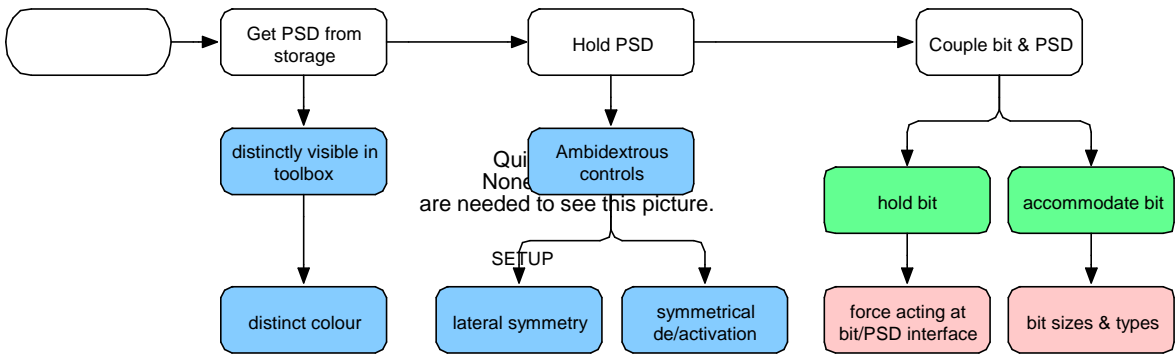 Get PSD from
storage
Hold PSD
Couple bit & PSD
distinctly visible in
toolbox
Qui
None
are needed to see this picture.
Ambidextrous
controls
hold bit
accommodate bit
SETUP
distinct colour
lateral symmetry
symmetrical
de/activation
force acting at
bit/PSD interface
bit sizes & types